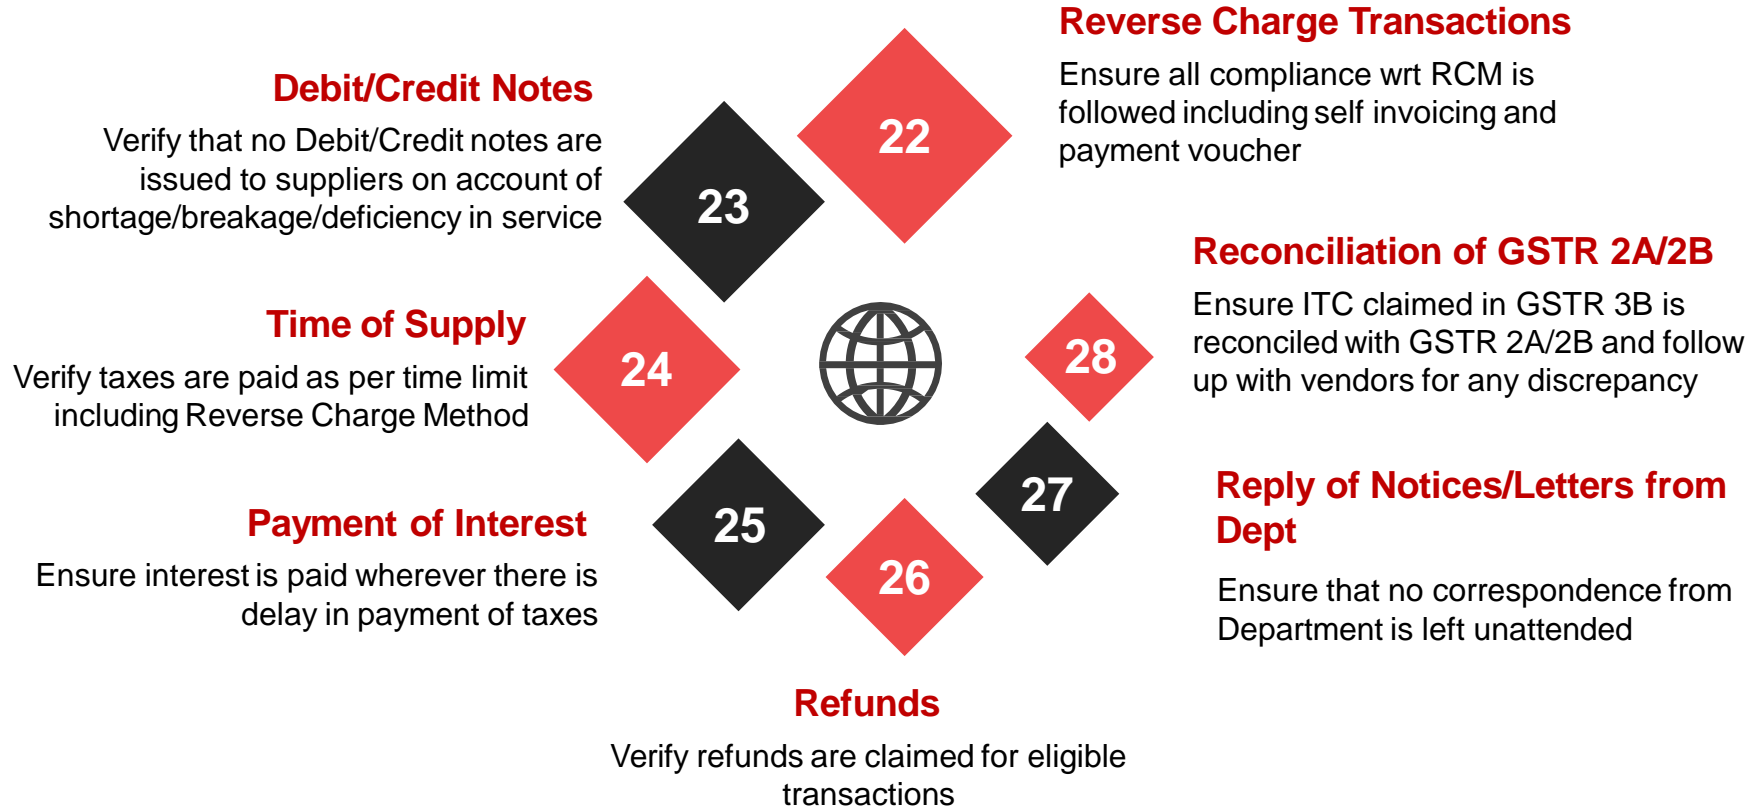 Reverse Charge Transactions
Ensure all compliance wrt RCM is
followed including self invoicing and
payment voucher
22
Debit/Credit Notes
Verify that no Debit/Credit notes are
issued to suppliers on account of
shortage/breakage/deficiency in service
23
Time of Supply
Verify taxes are paid as per time limit
including Reverse Charge Method
24
Payment of Interest
Ensure interest is paid wherever there is
delay in payment of taxes
25
26
Refunds
Verify refunds are claimed for eligible
transactions
27
Reply of Notices/Letters from
Dept
Ensure that no correspondence from
Department is left unattended
28
Reconciliation of GSTR 2A/2B
Ensure ITC claimed in GSTR 3B is
reconciled with GSTR 2A/2B and follow
up with vendors for any discrepancy